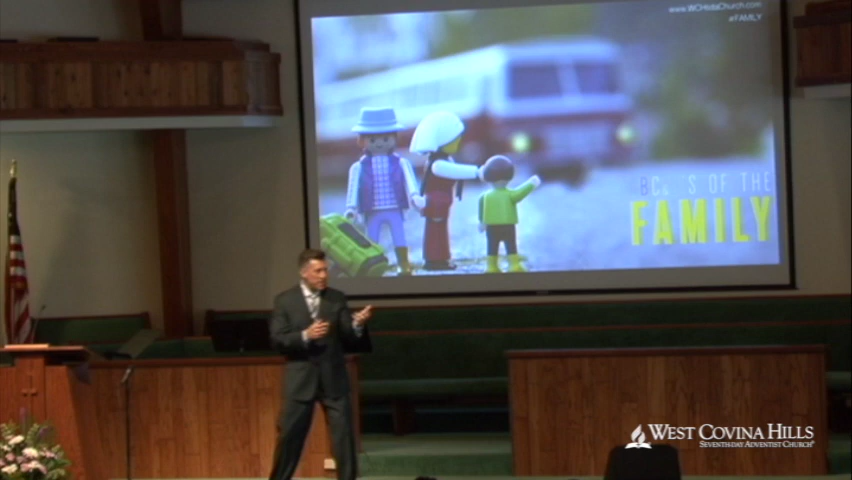 www.WCHillsChurch.com
#FAMILY
'S OF THE
FAMILY
WEST COVINA HILLS
SEVENTH-DAY ADVENTIST CHURCH